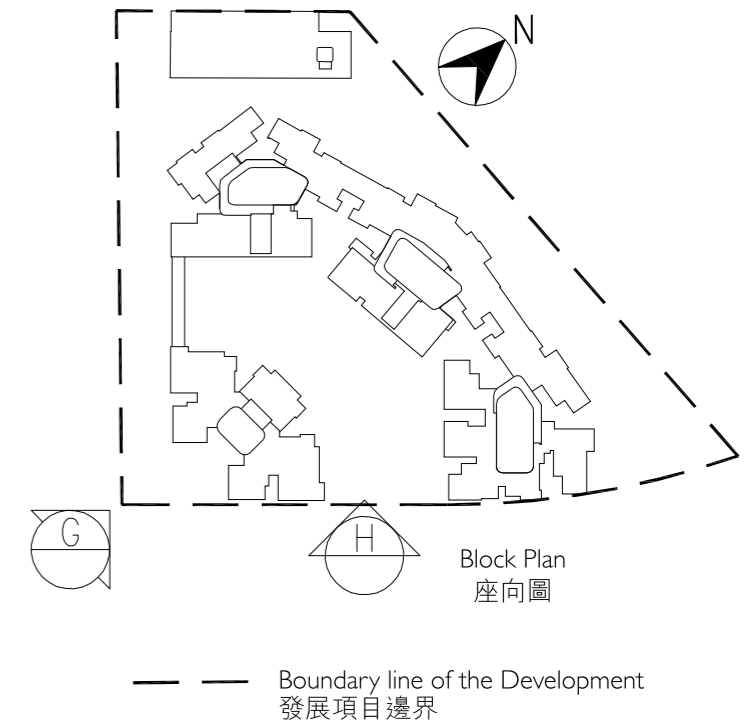 N
G
H
Block Plan
座向圖
Boundary line of the Development
發展項目邊界